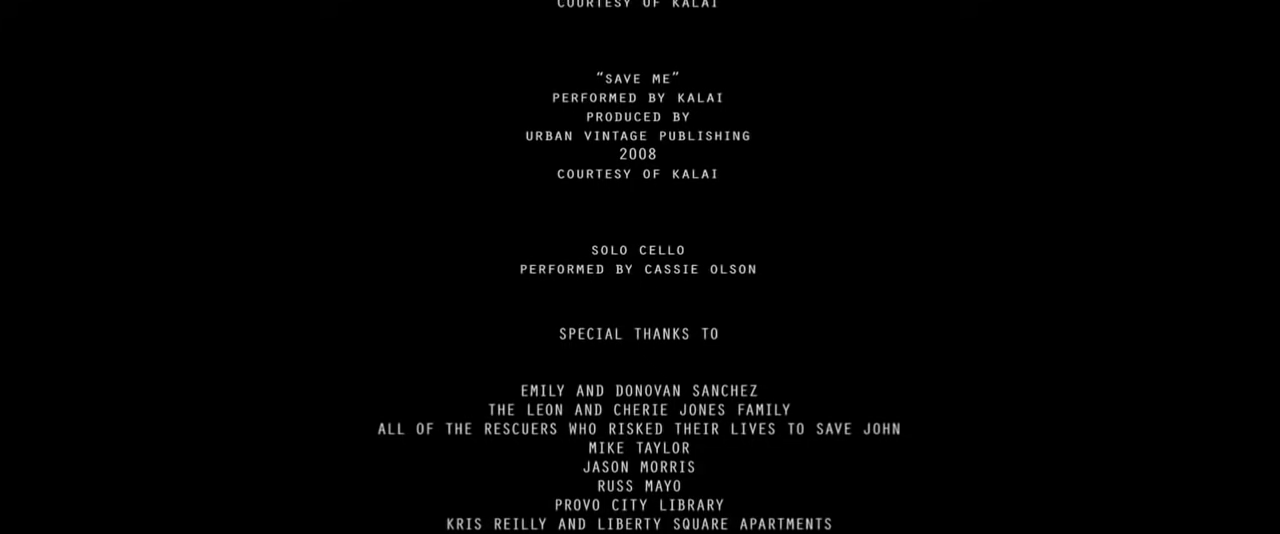 COURTESY OF KALAI
“SAVE ME”
PERFORMED BY KALAI
PRODUCED BY
URBAN VINTAGE PUBLISHING
2008
COURTESY OF KALAI
SOLO CELLO
PERFORMED BY CASSIE OLSON
SPECIAL THANKS TO
EMILY AND DONOVAN SANCHEZ
THE LEON AND CHERIE JONES FAMILY
ALL OF THE RESCUERS WHO RISKED THEIR LIVES TO SAVE JOHN
MIKE TAYLOR
JASON MORRIS
RUSS MAYO
PROVO CITY LIBRARY
KRIS REILLY AND LIBERTY SQUARE APARTMENTS